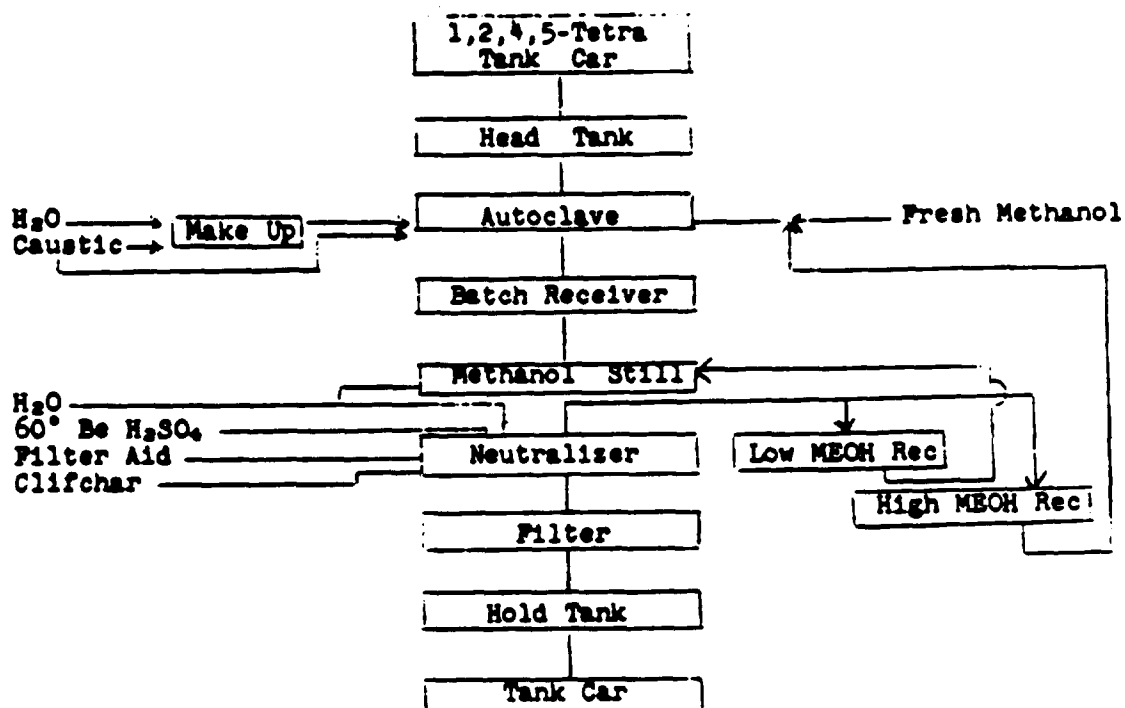 1,2,4,5-Tetra
Tank Car
Head Tank
H₂O
Caustic
Make Up
Autoclave
Fresh Methanol
Batch Receiver
Methanol Still
H₂O
60° Be H₂SO₄
Filter Aid
Clifchar
Neutralizer
Low MEOH Rec
High MEOH Rec
Filter
Hold Tank
Tank Car